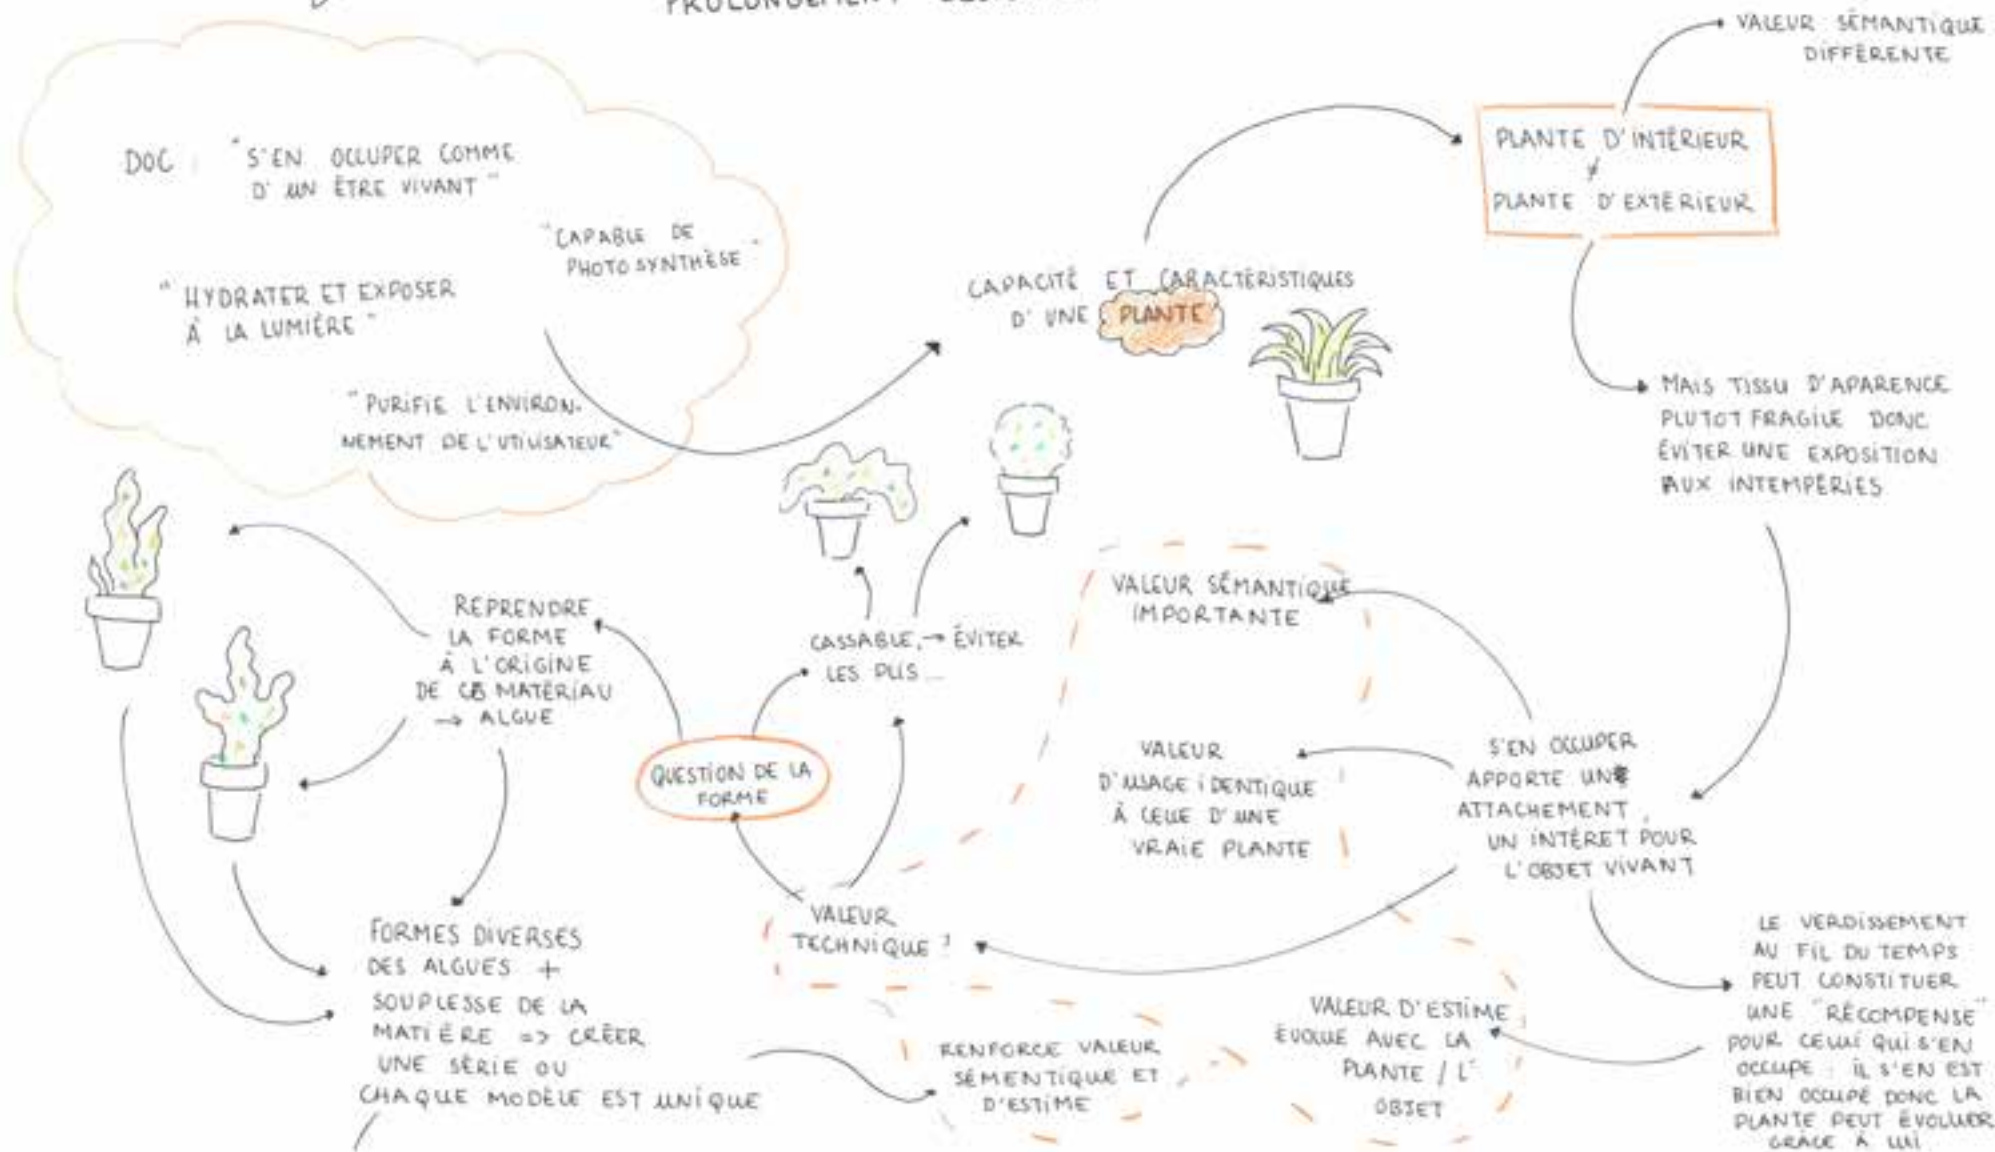 PROLONGEMENT
VALEUR SÉMANTIQUE
DIFFÉRENTE
DOC : "S'EN OCCUPER COMME
D'UN ÊTRE VIVANT"
"CAPABLE DE
PHOTOSYNTHÈSE"
"HYDRATER ET EXPOSER
À LA LUMIÈRE"
"PURIFIE L'ENVIRON-
NEMENT DE L'UTILISATEUR"
CAPACITÉ ET CARACTÉRISTIQUES
D'UNE PLANTE
PLANTE D'INTÉRIEUR
≠
PLANTE D'EXTÉRIEUR
MAIS TISSU D'APARENCE
PLUTOT FRAGILE DONC
ÉVITER UNE EXPOSITION
AUX INTEMPÉRIES
REPRENDRE
LA FORME
À L'ORIGINE
DE CE MATÉRIAU
→ ALGUE
CASSABLE, → ÉVITER
LES PLIS...
QUESTION DE LA
FORME
VALEUR SÉMANTIQUE
IMPORTANTE
VALEUR
D'USAGE IDENTIQUE
À CELLE D'UNE
VRAIE PLANTE
S'EN OCCUPER
APPORTE UN
ATTACHEMENT,
UN INTÉRET POUR
L'OBJET VIVANT
VALEUR
TECHNIQUE ?
FORMES DIVERSES
DES ALGUES +
SOUPLESSE DE LA
MATIÈRE => CRÉER
UNE SÉRIE OU
CHAQUE MODÈLE EST UNIQUE
RENFORCE VALEUR
SÉMENTIQUE ET
D'ESTIME
VALEUR D'ESTIME
ÉVOLUE AVEC LA
PLANTE / L'
OBJET
LE VERDISSEMENT
AU FIL DU TEMPS
PEUT CONSTITUER
UNE "RÉCOMPENSE"
POUR CELUI QUI S'EN
OCCUPE : IL S'EN EST
BIEN OCCUPÉ DONC LA
PLANTE PEUT ÉVOLUER
GRÂCE À LUI